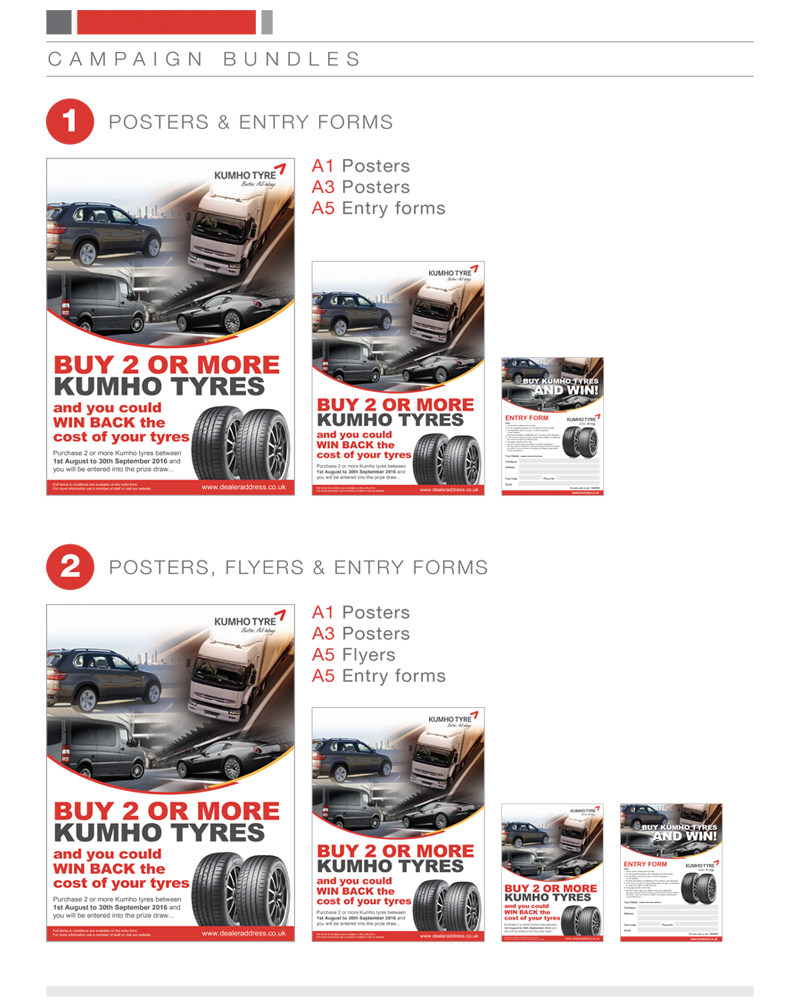 CAMPAIGN BUNDLES
1
POSTERS & ENTRY FORMS
A1 Posters
A3 Posters
A5 Entry forms
KUMHO TYRE
Better, All-Ways
BUY 2 OR MORE
KUMHO TYRES
and you could
WIN BACK the
cost of your tyres
Purchase 2 or more Kumho tyres between
1st August to 30th September 2016 and
you will be entered into the prize draw...
Full terms & conditions are available on the entry form.
For more information ask a member of staff or visit our website.
www.dealeraddress.co.uk
KUMHO TYRE
Better, All-Ways
BUY 2 OR MORE
KUMHO TYRES
and you could
WIN BACK the
cost of your tyres
Purchase 2 or more Kumho tyres between
1st August to 30th September 2016 and
you will be entered into the prize draw...
www.dealeraddress.co.uk
BUY KUMHO TYRES
AND WIN!
ENTRY FORM
KUMHO TYRE
2
POSTERS, FLYERS & ENTRY FORMS
A1 Posters
A3 Posters
A5 Flyers
A5 Entry forms
KUMHO TYRE
Better, All-Ways
BUY 2 OR MORE
KUMHO TYRES
and you could
WIN BACK the
cost of your tyres
Purchase 2 or more Kumho tyres between
1st August to 30th September 2016 and
you will be entered into the prize draw...
Full terms & conditions are available on the entry form.
For more information ask a member of staff or visit our website.
www.dealeraddress.co.uk
KUMHO TYRE
Better, All-Ways
BUY 2 OR MORE
KUMHO TYRES
and you could
WIN BACK the
cost of your tyres
Purchase 2 or more Kumho tyres between
1st August to 30th September 2016 and
you will be entered into the prize draw...
www.dealeraddress.co.uk
KUMHO TYRE
BUY 2 OR MORE
KUMHO TYRES
and you could
WIN BACK the
cost of your tyres
BUY KUMHO TYRES
AND WIN!
ENTRY FORM
KUMHO TYRE